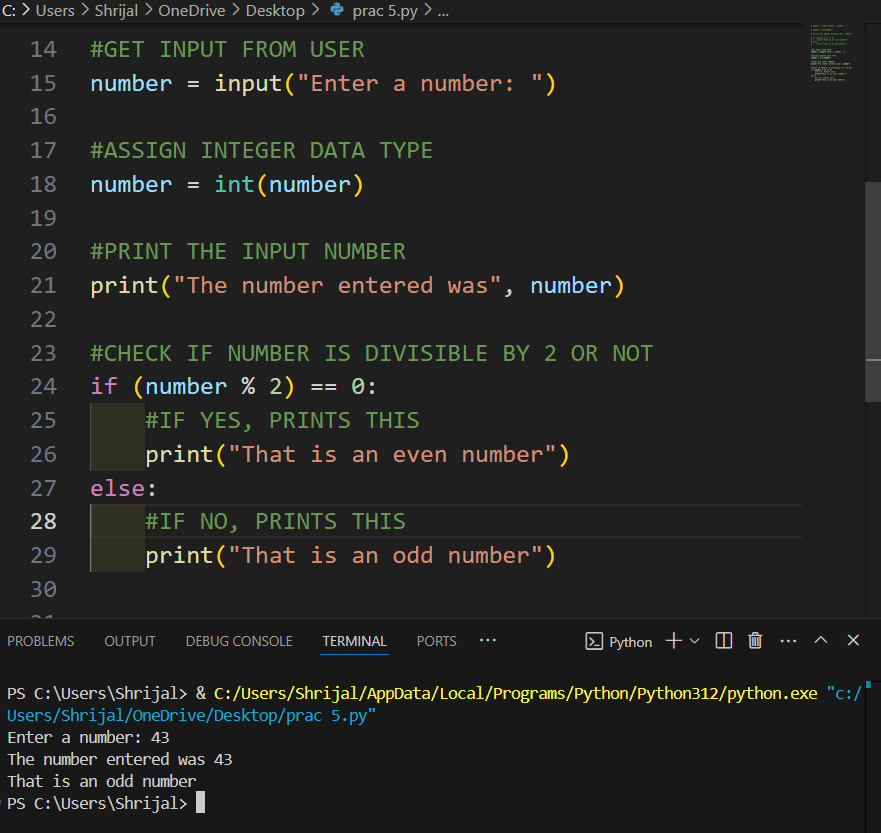 C: > Users > Shrijal > OneDrive > Desktop > prac 5.py > ...
14 #GET INPUT FROM USER
15 number = input("Enter a number: ")
16
17 #ASSIGN INTEGER DATA TYPE
18 number = int(number)
19
20 #PRINT THE INPUT NUMBER
21 print("The number entered was", number)
22
23 #CHECK IF NUMBER IS DIVISIBLE BY 2 OR NOT
24 if (number % 2) == 0:
25     #IF YES, PRINTS THIS
26     print("That is an even number")
27 else:
28     #IF NO, PRINTS THIS
29     print("That is an odd number")
30
31
PROBLEMS OUTPUT DEBUG CONSOLE TERMINAL PORTS ... Python
PS C:\Users\Shrijal> & C:/Users/Shrijal/AppData/Local/Programs/Python/Python312/python.exe "c:/
Users/Shrijal/OneDrive/Desktop/prac 5.py"
Enter a number: 43
The number entered was 43
That is an odd number
PS C:\Users\Shrijal>